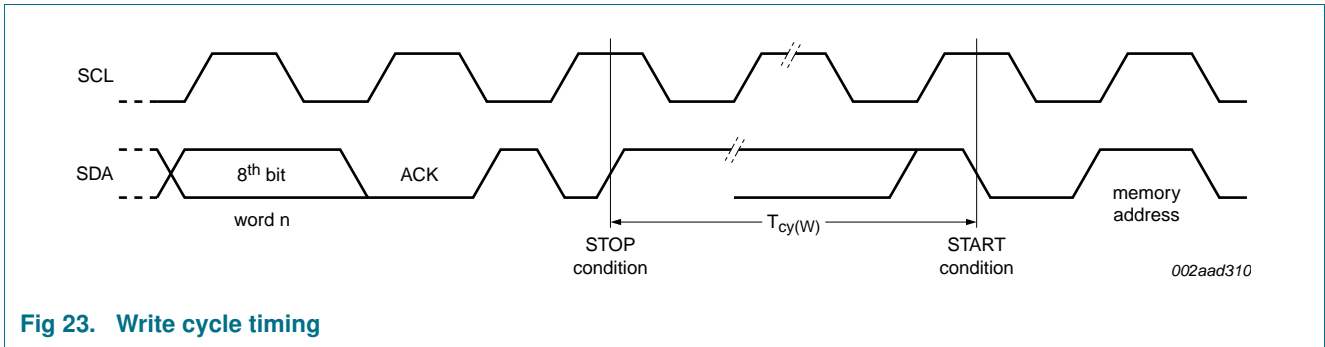 SCL
SDA
8th bit
ACK
word n
memory
address
Tcy(W)
STOP
condition
START
condition
002aad310
Fig 23. Write cycle timing